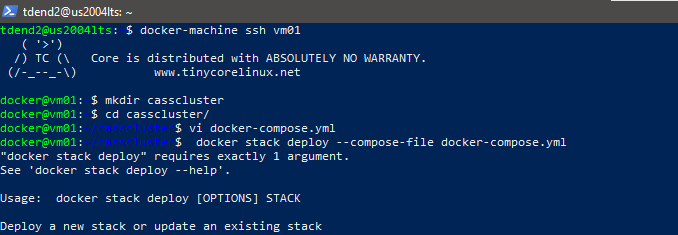 tdend2@us2004lts: ~
tdend2@us2004lts:~$ docker-machine ssh vm01
( '>')
/) TC (\ Core is distributed with ABSOLUTELY NO WARRANTY.
(/-_--_-\) www.tinycorelinux.net
docker@vm01:~$ mkdir casscluster
docker@vm01:~$ cd casscluster/
docker@vm01:~/casscluster$ vi docker-compose.yml
docker@vm01:~/casscluster$ docker stack deploy --compose-file docker-compose.yml
"docker stack deploy" requires exactly 1 argument.
See 'docker stack deploy --help'.
Usage: docker stack deploy [OPTIONS] STACK
Deploy a new stack or update an existing stack